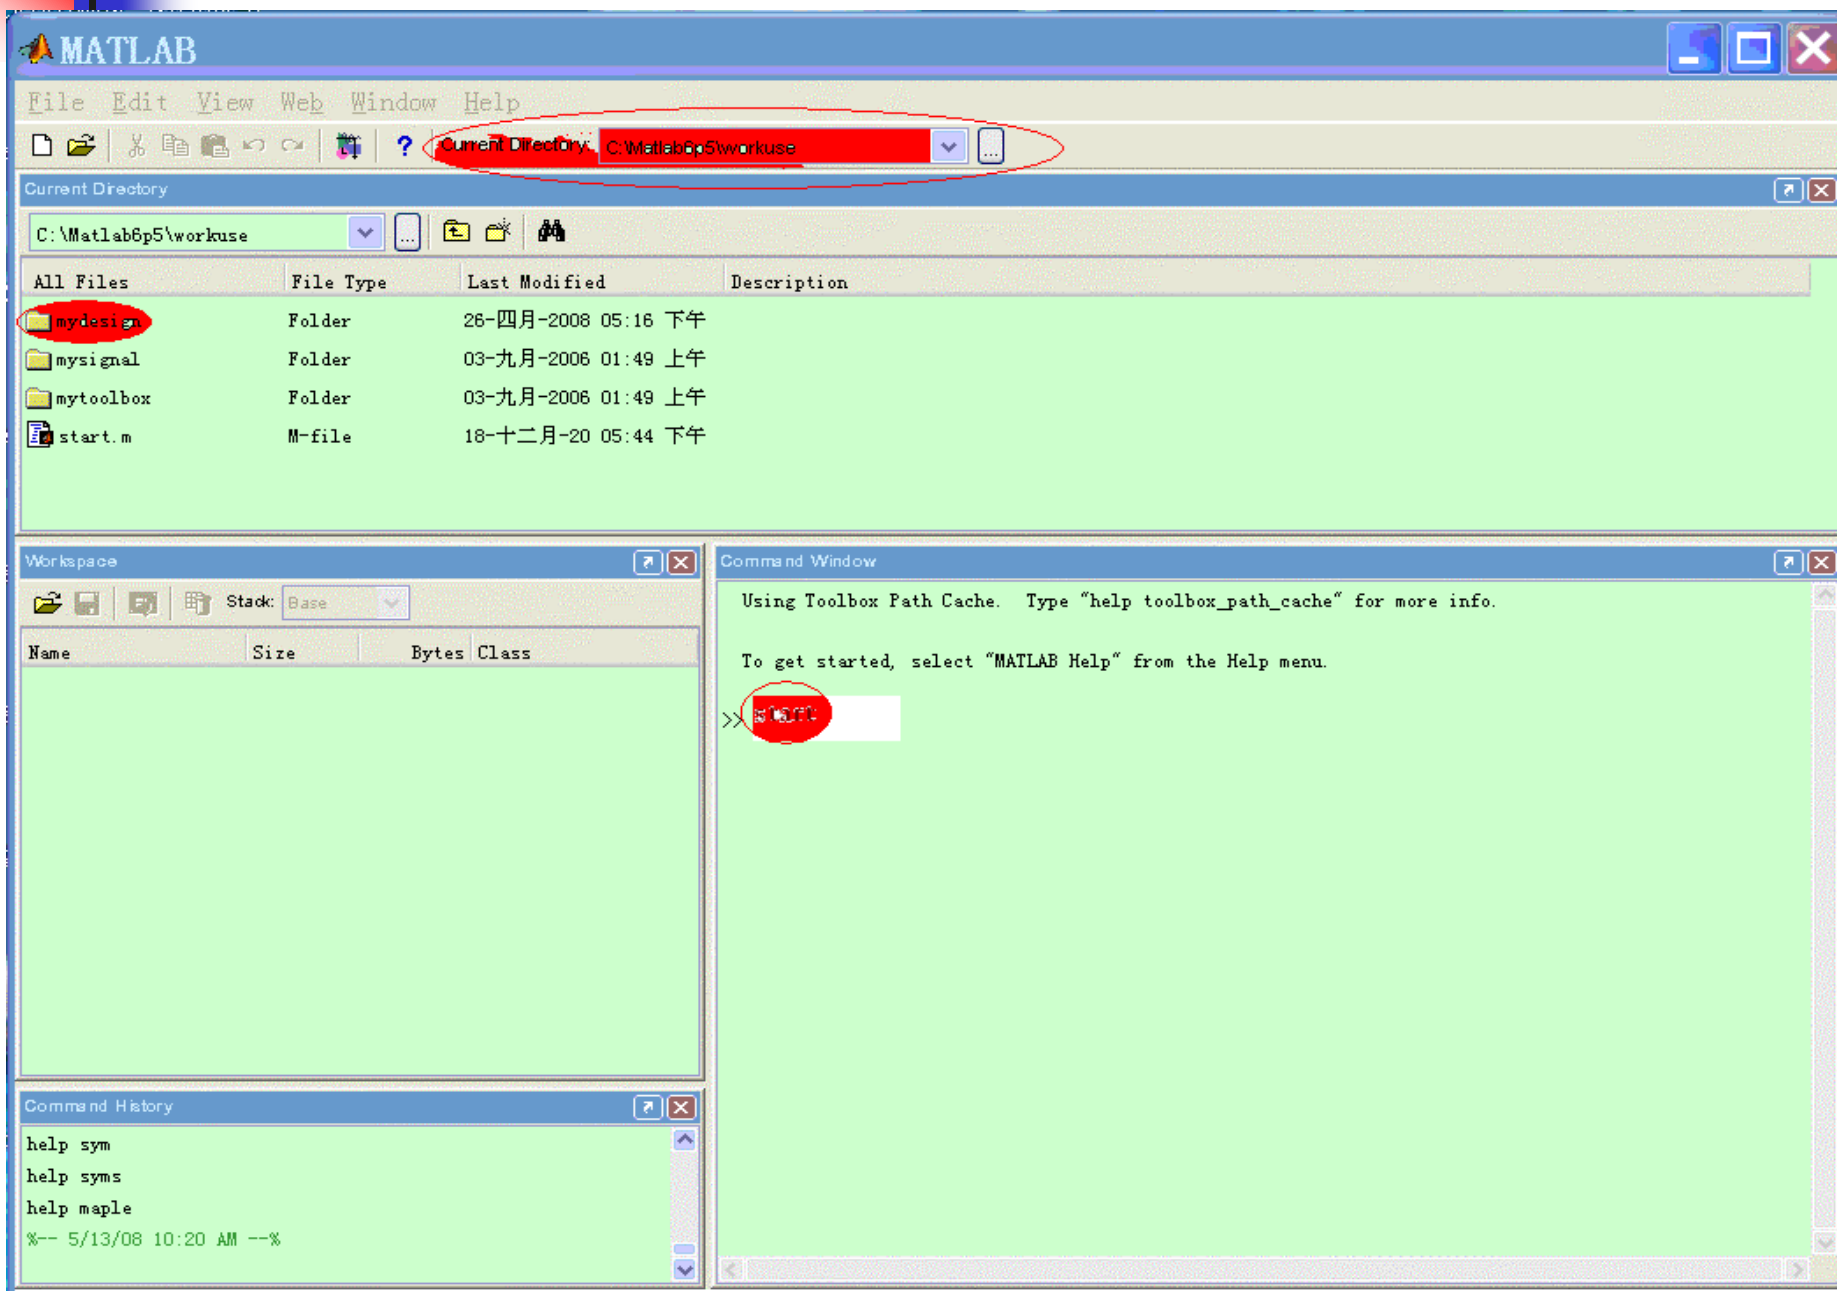 MATLAB
File Edit View Web Window Help
? Current Directory: C:\Matlab6p5\workuse ...
Current Directory
C:\Matlab6p5\workuse ...
All Files File Type Last Modified Description
mydesign Folder 26-四月-2008 05:16 下午
mysignal Folder 03-九月-2006 01:49 上午
mytoolbox Folder 03-九月-2006 01:49 上午
start.m M-file 18-十二月-20 05:44 下午
Workspace
Stack: Base
Name Size Bytes Class
Command Window
Using Toolbox Path Cache. Type "help toolbox_path_cache" for more info.
To get started, select "MATLAB Help" from the Help menu.
>> start
Command History
help sym
help syms
help maple
%-- 5/13/08 10:20 AM --%